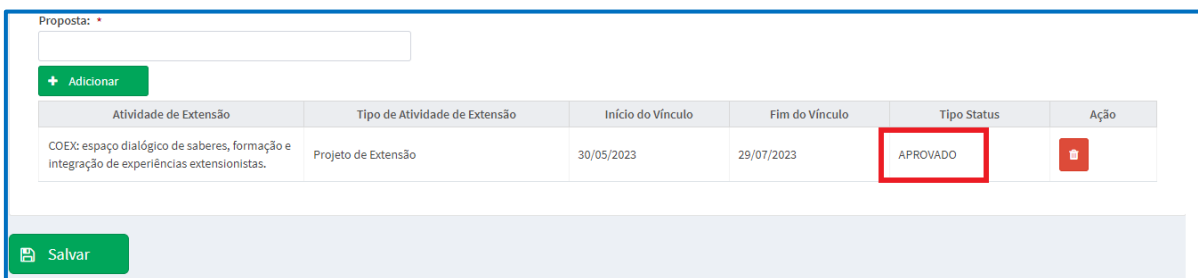 Proposta: *
+ Adicionar
Atividade de Extensão Tipo de Atividade de Extensão Início do Vínculo Fim do Vínculo Tipo Status Ação
COEX: espaço dialógico de saberes, formação e
integração de experiências extensionistas.
Projeto de Extensão 30/05/2023 29/07/2023 APROVADO
Salvar